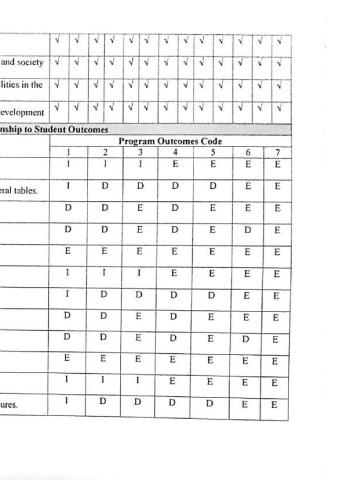 √ √ √ √ √ √ √ √ √ √ √ √ √
and society √ √ √ √ √ √ √ √ √ √ √ √ √
lities in the √ √ √ √ √ √ √ √ √ √ √ √ √
evelopment √ √ √ √ √ √ √ √ √ √ √ √ √
nship to Student Outcomes
Program Outcomes Code
1 2 3 4 5 6 7
I I I E E E E
eral tables. I D D D D E E
D D E D E E E
D D E D E D E
E E E E E E E
I I I E E E E
I D D D D E E
D D E D E E E
D D E D E D E
E E E E E E E
I I I E E E E
ures. I D D D D E E